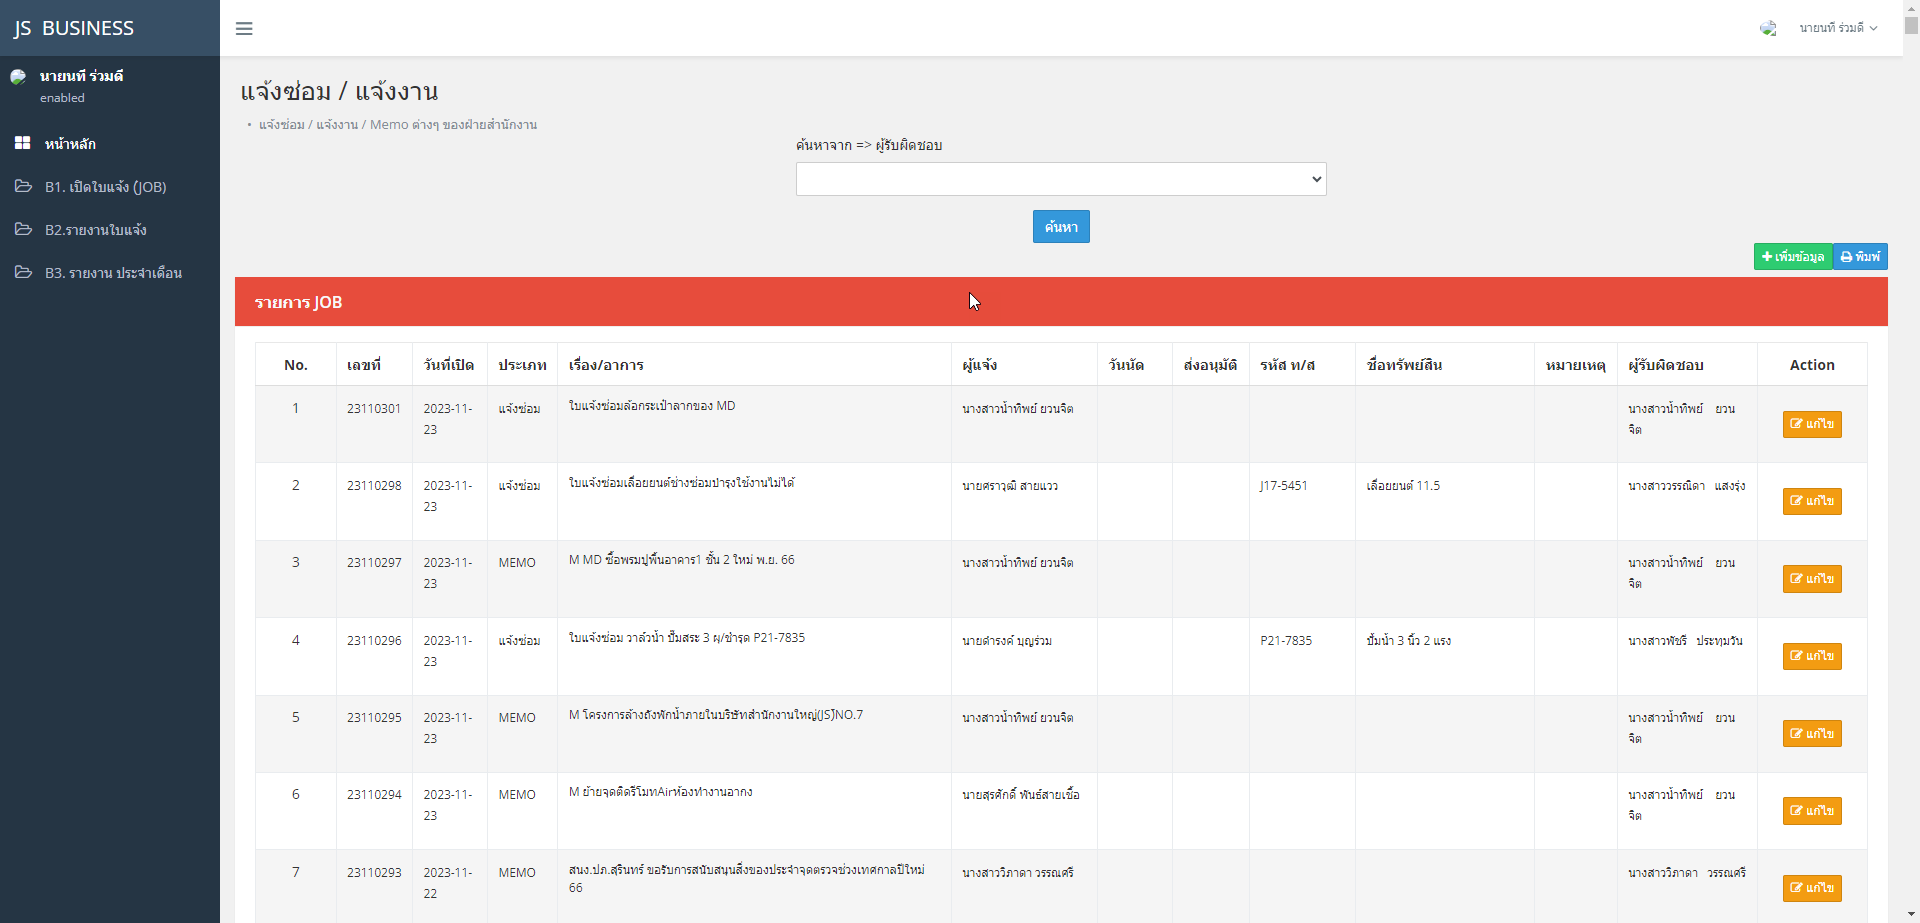 JS BUSINESS
นายนที ร่วมดี
นายนที ร่วมดี
enabled
หน้าหลัก
B1. เปิดใบแจ้ง (JOB)
B2.รายงานใบแจ้ง
B3. รายงาน ประจำเดือน
แจ้งซ่อม / แจ้งงาน
• แจ้งซ่อม / แจ้งงาน / Memo ต่างๆ ของฝ่ายสำนักงาน
ค้นหาจาก => ผู้รับผิดชอบ
ค้นหา
เพิ่มข้อมูล พิมพ์
รายการ JOB
No. เลขที่ วันที่เปิด ประเภท เรื่อง/อาการ ผู้แจ้ง วันนัด ส่งอนุมัติ รหัส ท/ส ชื่อทรัพย์สิน หมายเหตุ ผู้รับผิดชอบ Action
1 23110301 2023-11- แจ้งซ่อม ใบแจ้งซ่อมล้อกระเป๋าลากของ MD นางสาวน้ำทิพย์ ยวนจิต นางสาวน้ำทิพย์ ยวน
23 จิต
แก้ไข
2 23110298 2023-11- แจ้งซ่อม ใบแจ้งซ่อมเลื่อยยนต์ช่างซ่อมบำรุงใช้งานไม่ได้ นายศราวุฒิ สายแวว J17-5451 เลื่อยยนต์ 11.5 นางสาววรรณิดา แสงรุ่ง
23
แก้ไข
3 23110297 2023-11- MEMO M MD ซื้อพรมปูพื้นอาคาร1 ชั้น 2 ใหม่ พ.ย. 66 นางสาวน้ำทิพย์ ยวนจิต นางสาวน้ำทิพย์ ยวน
23 จิต
แก้ไข
4 23110296 2023-11- แจ้งซ่อม ใบแจ้งซ่อม วาล์วน้ำ ปั๊มสระ 3 ผุ/ชำรุด P21-7835 นายดำรงค์ บุญร่วม P21-7835 ปั๊มน้ำ 3 นิ้ว 2 แรง นางสาวพัชรี ประทุมวัน
23
แก้ไข
5 23110295 2023-11- MEMO M โครงการล้างถังพักน้ำภายในบริษัทสำนักงานใหญ่(JS)NO.7 นางสาวน้ำทิพย์ ยวนจิต นางสาวน้ำทิพย์ ยวน
23 จิต
แก้ไข
6 23110294 2023-11- MEMO M ย้ายจุดติดรีโมทAirห้องทำงานอากง นายสุรศักดิ์ พันธ์สายเชื้อ นางสาวน้ำทิพย์ ยวน
23 จิต
แก้ไข
7 23110293 2023-11- MEMO สนง.ปภ.สุรินทร์ ขอรับการสนับสนุนสิ่งของประจำจุดตรวจช่วงเทศกาลปีใหม่ นางสาววิภาดา วรรณศรี นางสาววิภาดา วรรณศรี
22 66
แก้ไข